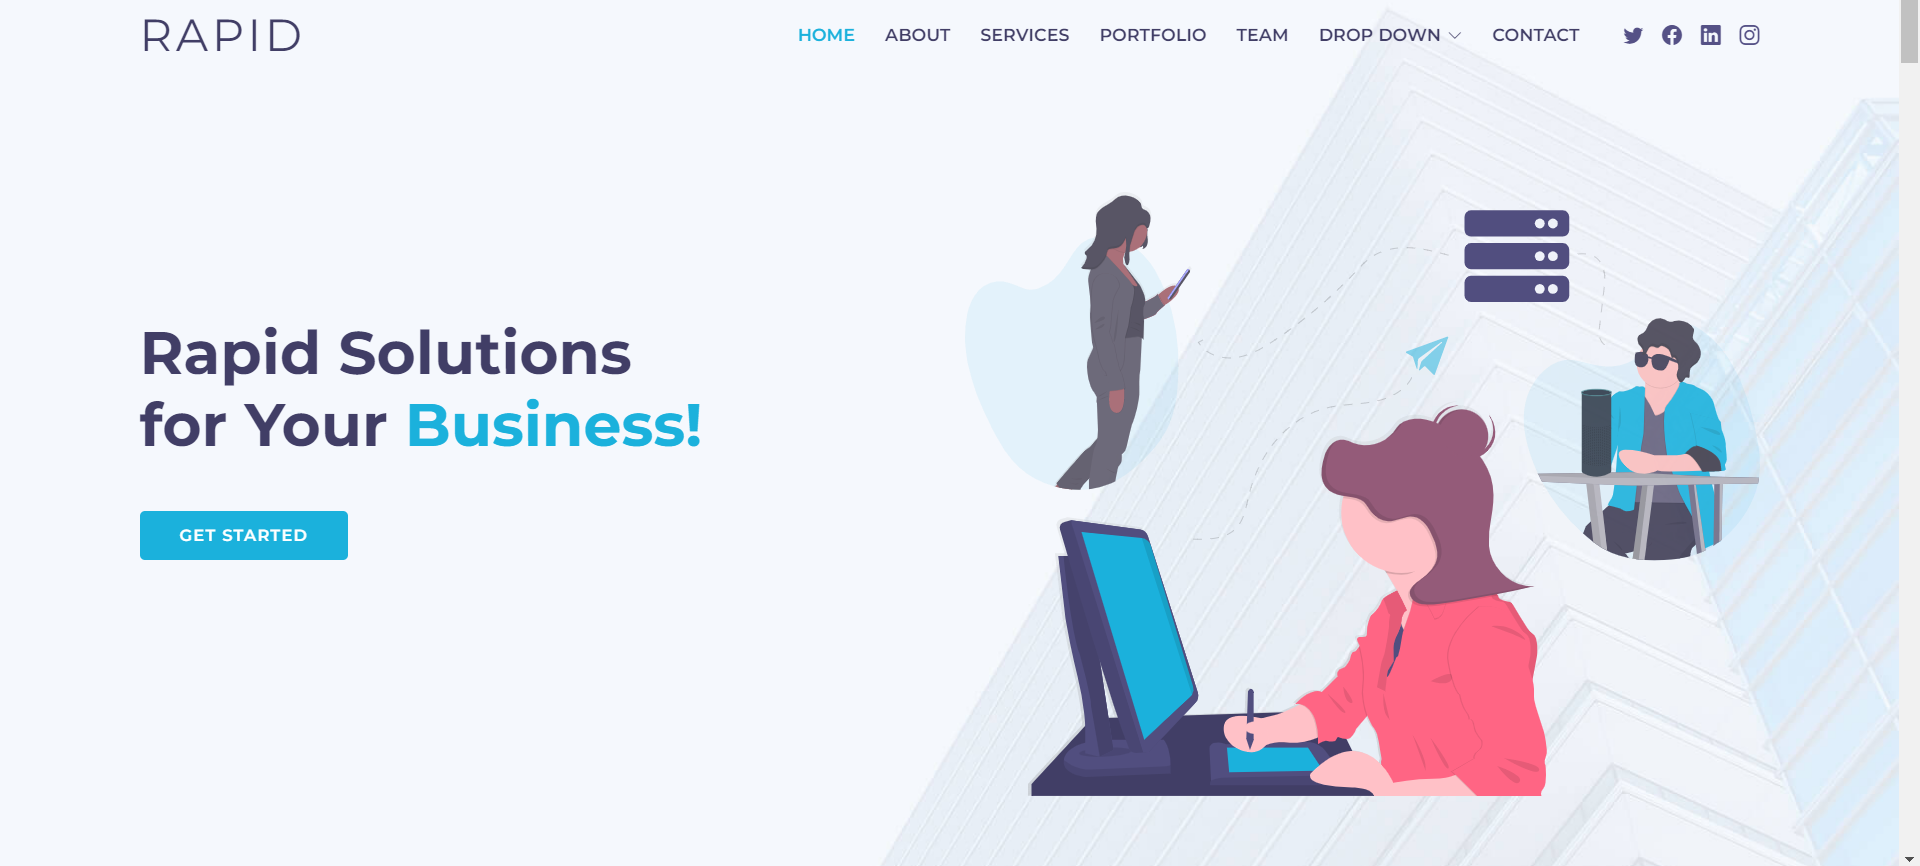 RAPID
HOME ABOUT SERVICES PORTFOLIO TEAM DROP DOWN CONTACT
Rapid Solutions
for Your Business!
GET STARTED